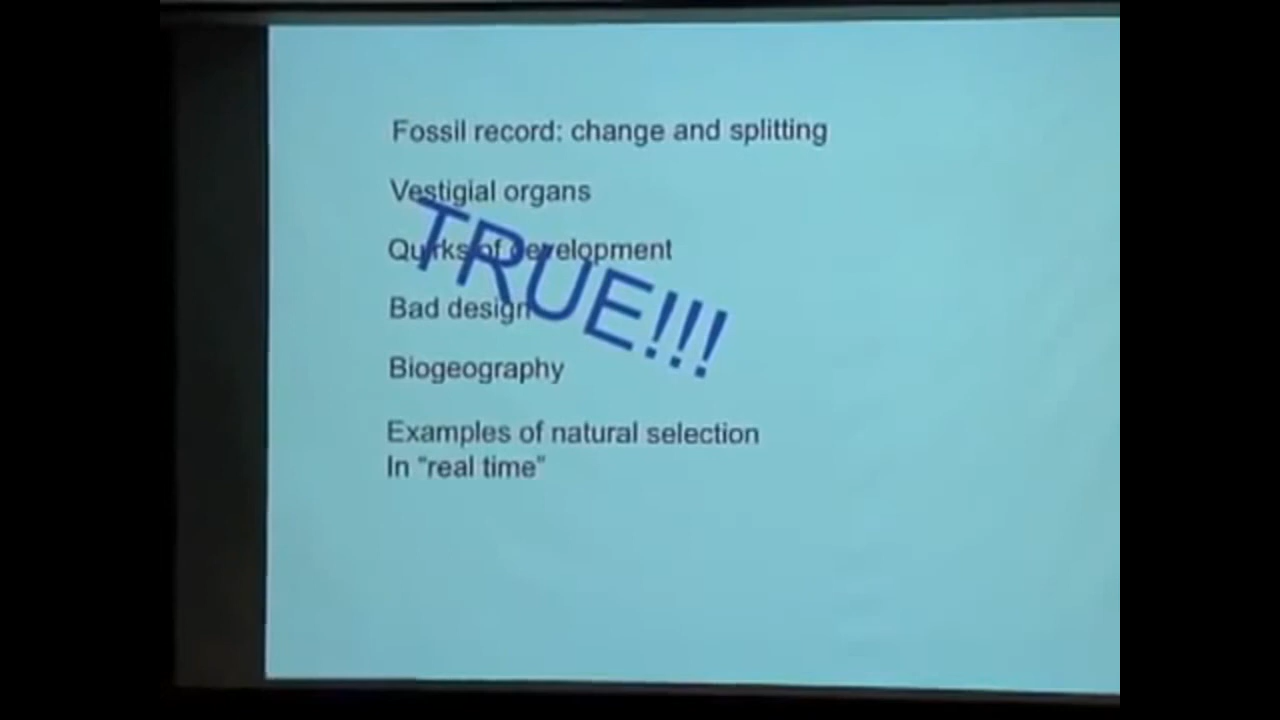 Fossil record: change and splitting
Vestigial organs
TRUE!!!
Quirks of development
Bad design
Biogeography
Examples of natural selection
In “real time”